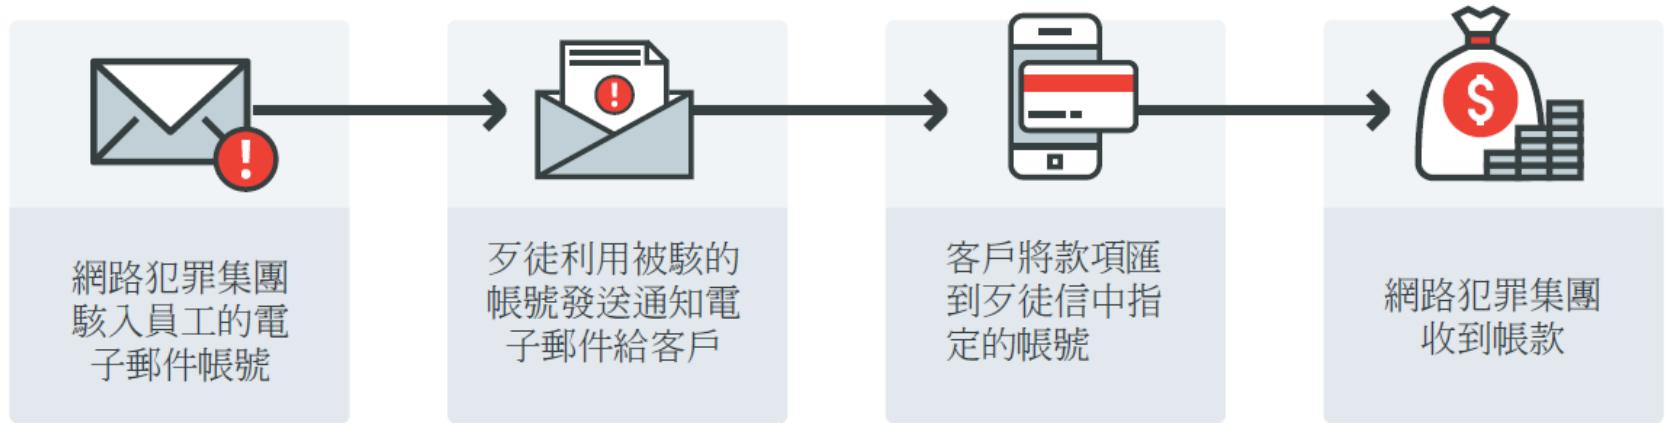 網路犯罪集團
駭入員工的電
子郵件帳號
歹徒利用被駭的
帳號發送通知電
子郵件給客戶
客戶將款項匯
到歹徒信中指
定的帳號
網路犯罪集團
收到帳款